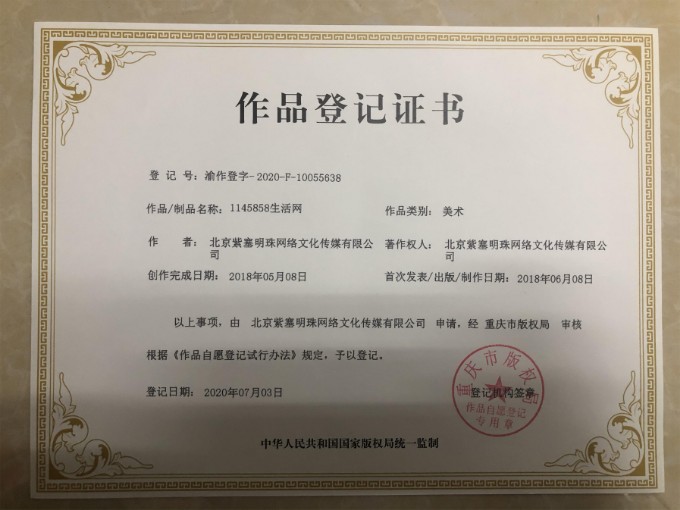 作品登记证书
登 记 号：渝作登字-2020-F-10055638
作品/制品名称：1145858生活网 作品类别：美术
作 者：北京紫塞明珠网络文化传媒有限公 著作权人：北京紫塞明珠网络文化传媒有限公
司 司
创作完成日期：2018年05月08日 首次发表/出版/制作日期：2018年06月08日
以上事项，由 北京紫塞明珠网络文化传媒有限公司 申请，经 重庆市版权局 审核
根据《作品自愿登记试行办法》规定，予以登记。
登记日期：2020年07月03日 登记机构签章
重庆市版权局
作品自愿登记
专用章
中华人民共和国国家版权局统一监制